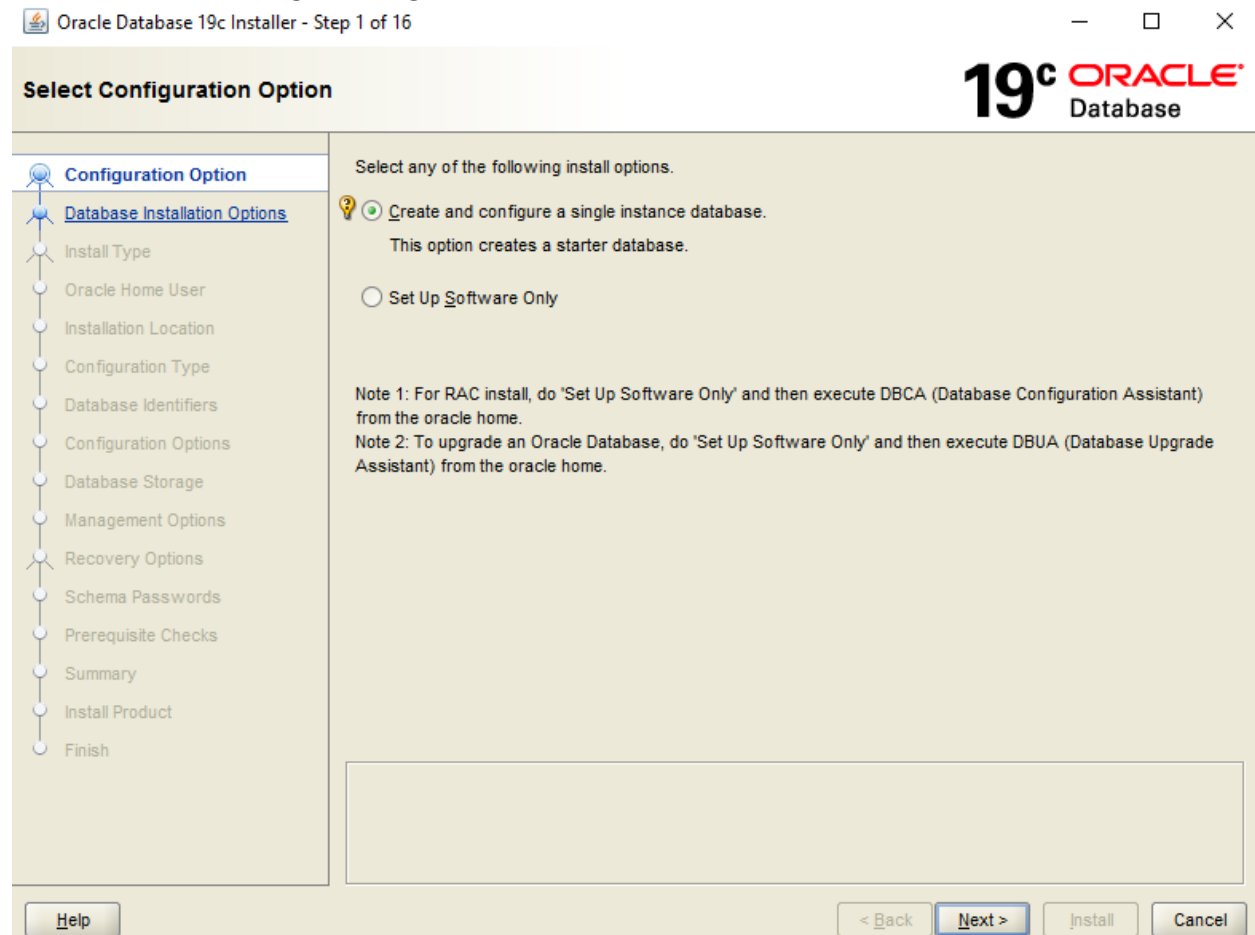 Oracle Database 19c Installer - Step 1 of 16
Select Configuration Option
19c ORACLE
Database
Configuration Option
Database Installation Options
Install Type
Oracle Home User
Installation Location
Configuration Type
Database Identifiers
Configuration Options
Database Storage
Management Options
Recovery Options
Schema Passwords
Prerequisite Checks
Summary
Install Product
Finish
Select any of the following install options.
Create and configure a single instance database.
This option creates a starter database.
Set Up Software Only
Note 1: For RAC install, do 'Set Up Software Only' and then execute DBCA (Database Configuration Assistant)
from the oracle home.
Note 2: To upgrade an Oracle Database, do 'Set Up Software Only' and then execute DBUA (Database Upgrade
Assistant) from the oracle home.
Help
< Back
Next >
Install
Cancel